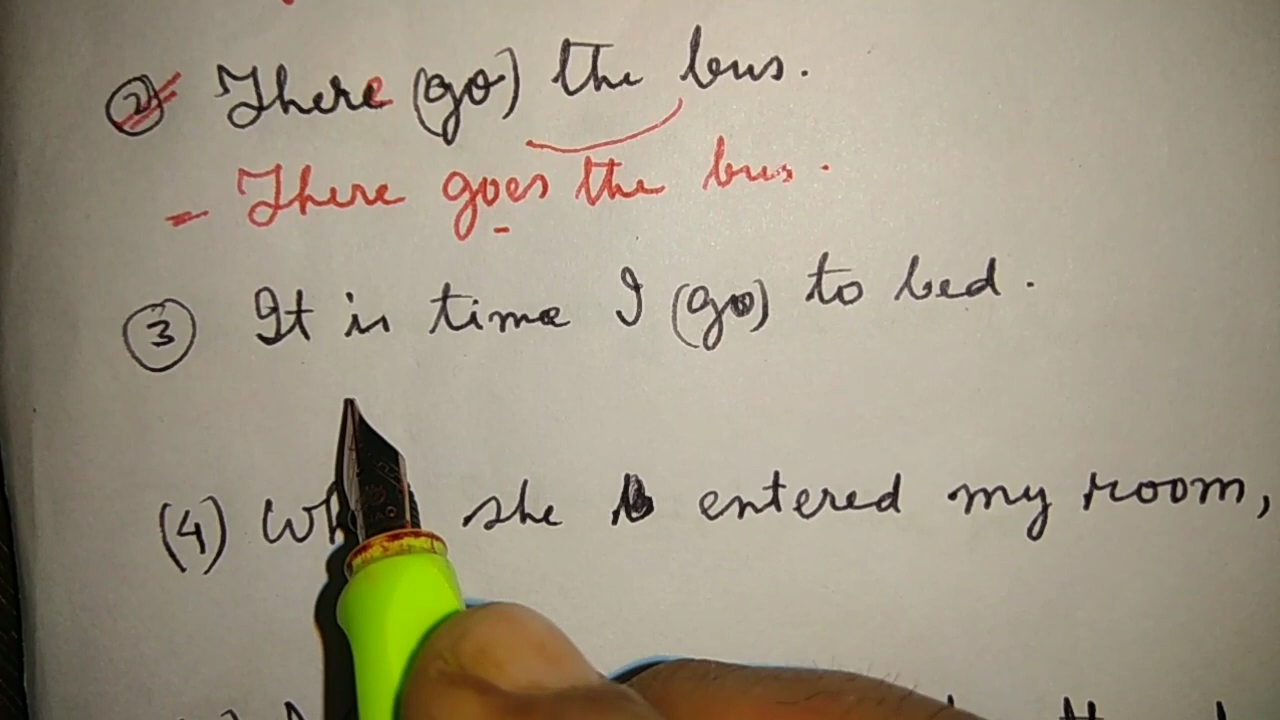 ② There (go) the bus.
- There goes the bus.
③ It is time I (go) to bed.
(4) she entered my room,